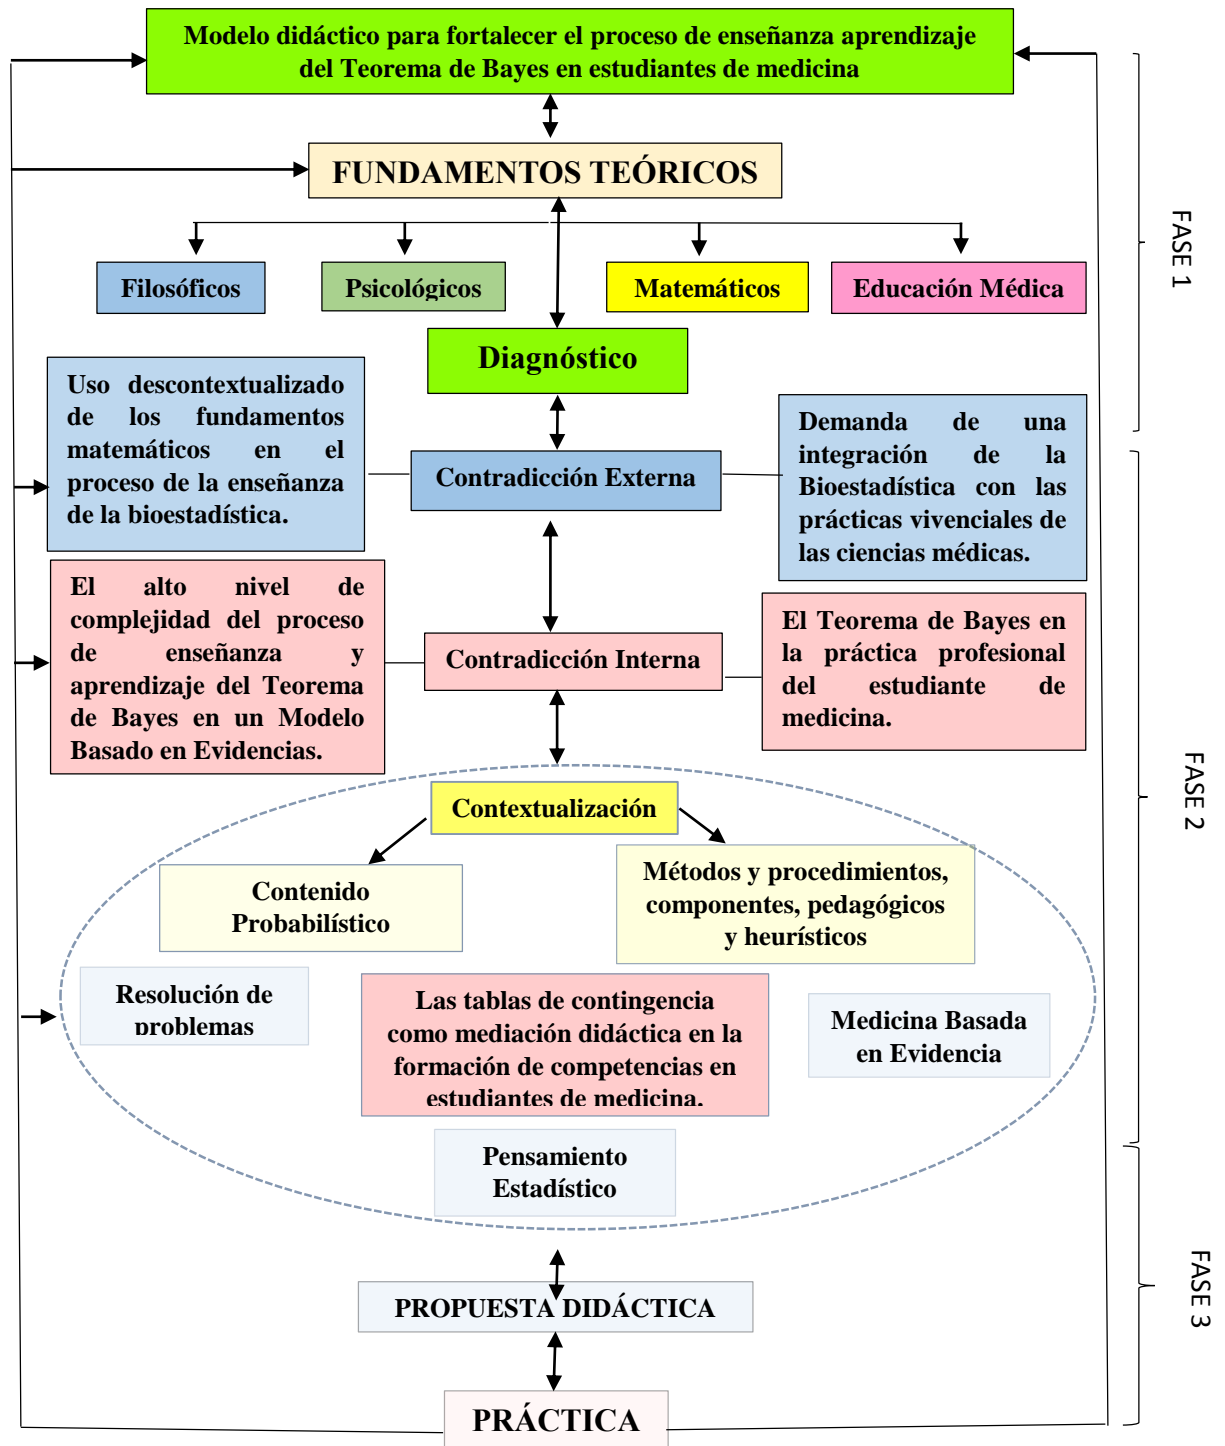 Modelo didáctico para fortalecer el proceso de enseñanza aprendizaje
del Teorema de Bayes en estudiantes de medicina
FUNDAMENTOS TEÓRICOS
Filosóficos
Psicológicos
Matemáticos
Educación Médica
FASE 1
Diagnóstico
Uso descontextualizado
de los fundamentos
matemáticos en el
proceso de la enseñanza
de la bioestadística.
Contradicción Externa
Demanda de una
integración de la
Bioestadística con las
prácticas vivenciales de
las ciencias médicas.
El alto nivel de
complejidad del proceso
de enseñanza y
aprendizaje del Teorema
de Bayes en un Modelo
Basado en Evidencias.
Contradicción Interna
El Teorema de Bayes en
la práctica profesional
del estudiante de
medicina.
FASE 2
Contextualización
Contenido
Probabilístico
Métodos y procedimientos,
componentes, pedagógicos
y heurísticos
Resolución de
problemas
Las tablas de contingencia
como mediación didáctica en la
formación de competencias en
estudiantes de medicina.
Medicina Basada
en Evidencia
Pensamiento
Estadístico
FASE 3
PROPUESTA DIDÁCTICA
PRÁCTICA